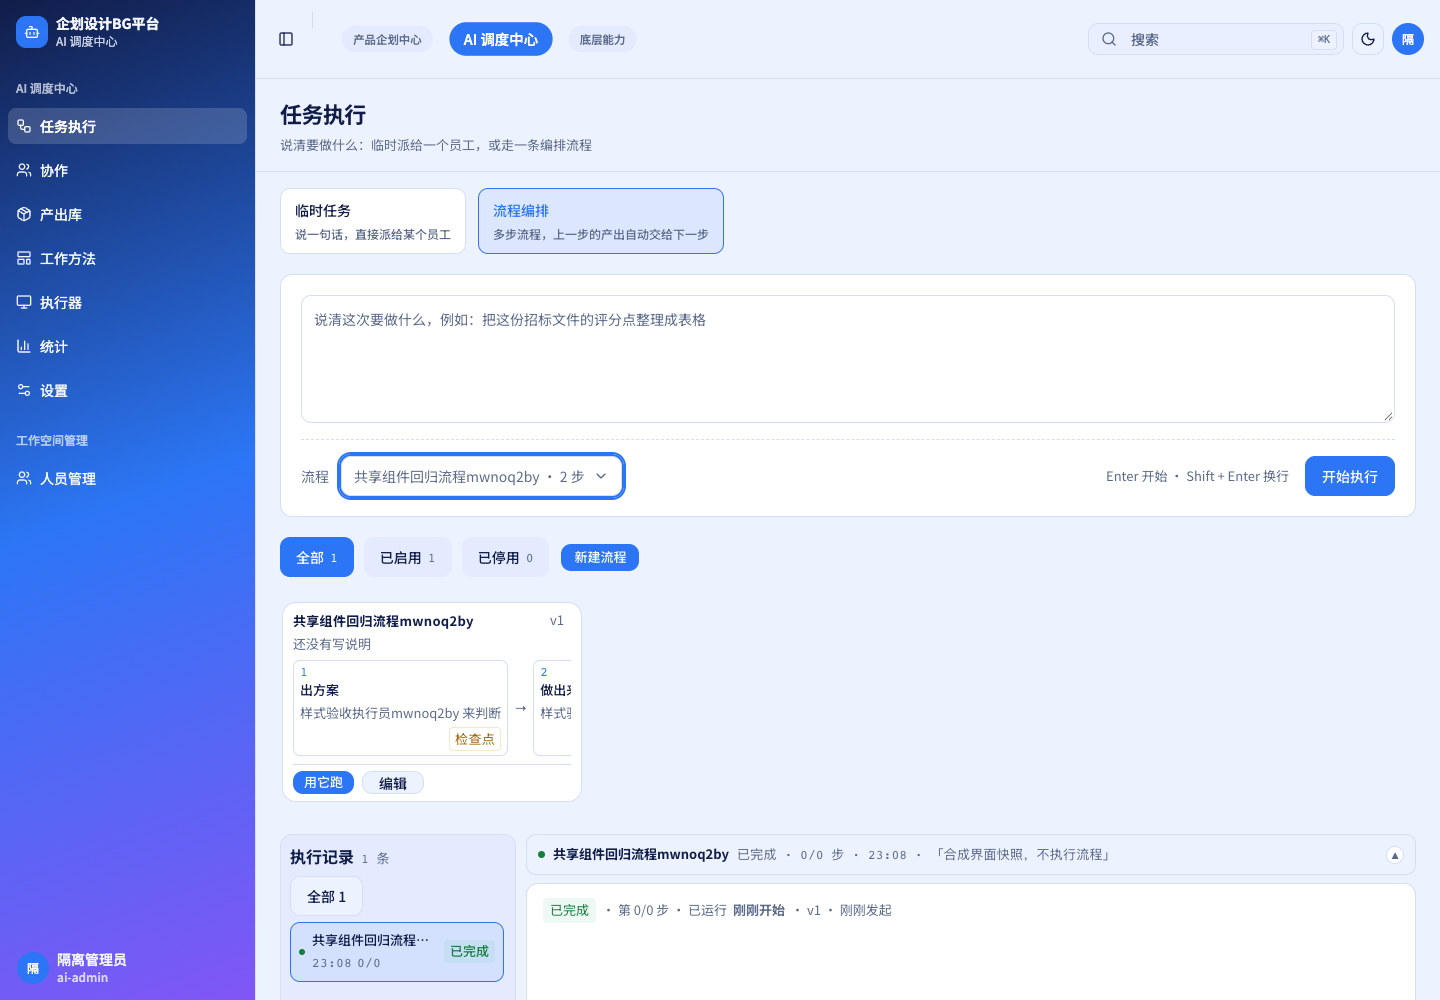 企划设计BG平台
AI 调度中心
AI 调度中心
任务执行
协作
产出库
工作方法
执行器
统计
设置
工作空间管理
人员管理
隔
隔离管理员
ai-admin
产品企划中心
AI 调度中心
底层能力
搜索
⌘K
隔
任务执行
说清要做什么：临时派给一个员工，或走一条编排流程
临时任务
说一句话，直接派给某个员工
流程编排
多步流程，上一步的产出自动交给下一步
说清这次要做什么，例如：把这份招标文件的评分点整理成表格
流程
共享组件回归流程mwnoq2by · 2 步
Enter 开始 · Shift + Enter 换行
开始执行
全部 1
已启用 1
已停用 0
新建流程
共享组件回归流程mwnoq2by
v1
还没有写说明
1
出方案
样式验收执行员mwnoq2by 来判断
检查点
→
2
做出
样式
用它跑
编辑
执行记录 1 条
全部 1
共享组件回归流程…
23:08 0/0
已完成
共享组件回归流程mwnoq2by 已完成 · 0/0 步 · 23:08 · 「合成界面快照，不执行流程」
已完成 · 第 0/0 步 · 已运行 刚刚开始 · v1 · 刚刚发起